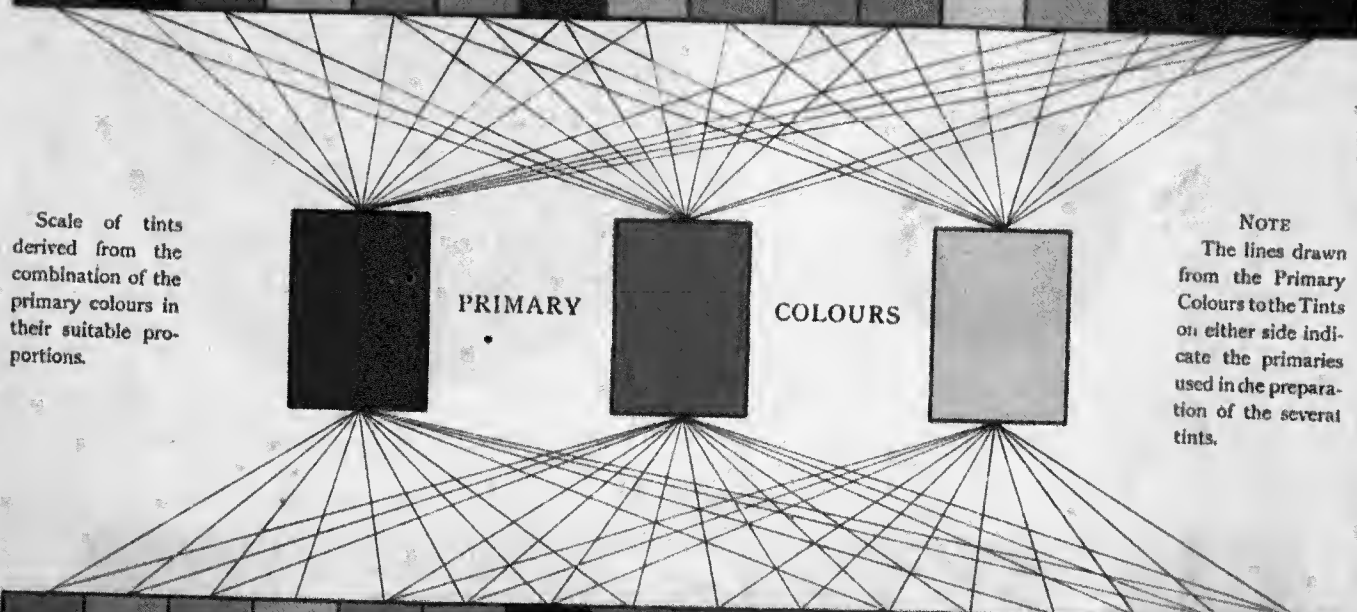 Scale of tints
derived from the
combination of the
primary colours in
their suitable pro-
portions.
PRIMARY
COLOURS
NOTE
The lines drawn
from the Primary
Colours to the Tints
on either side indi-
cate the primaries
used in the prepara-
tion of the several
tints.